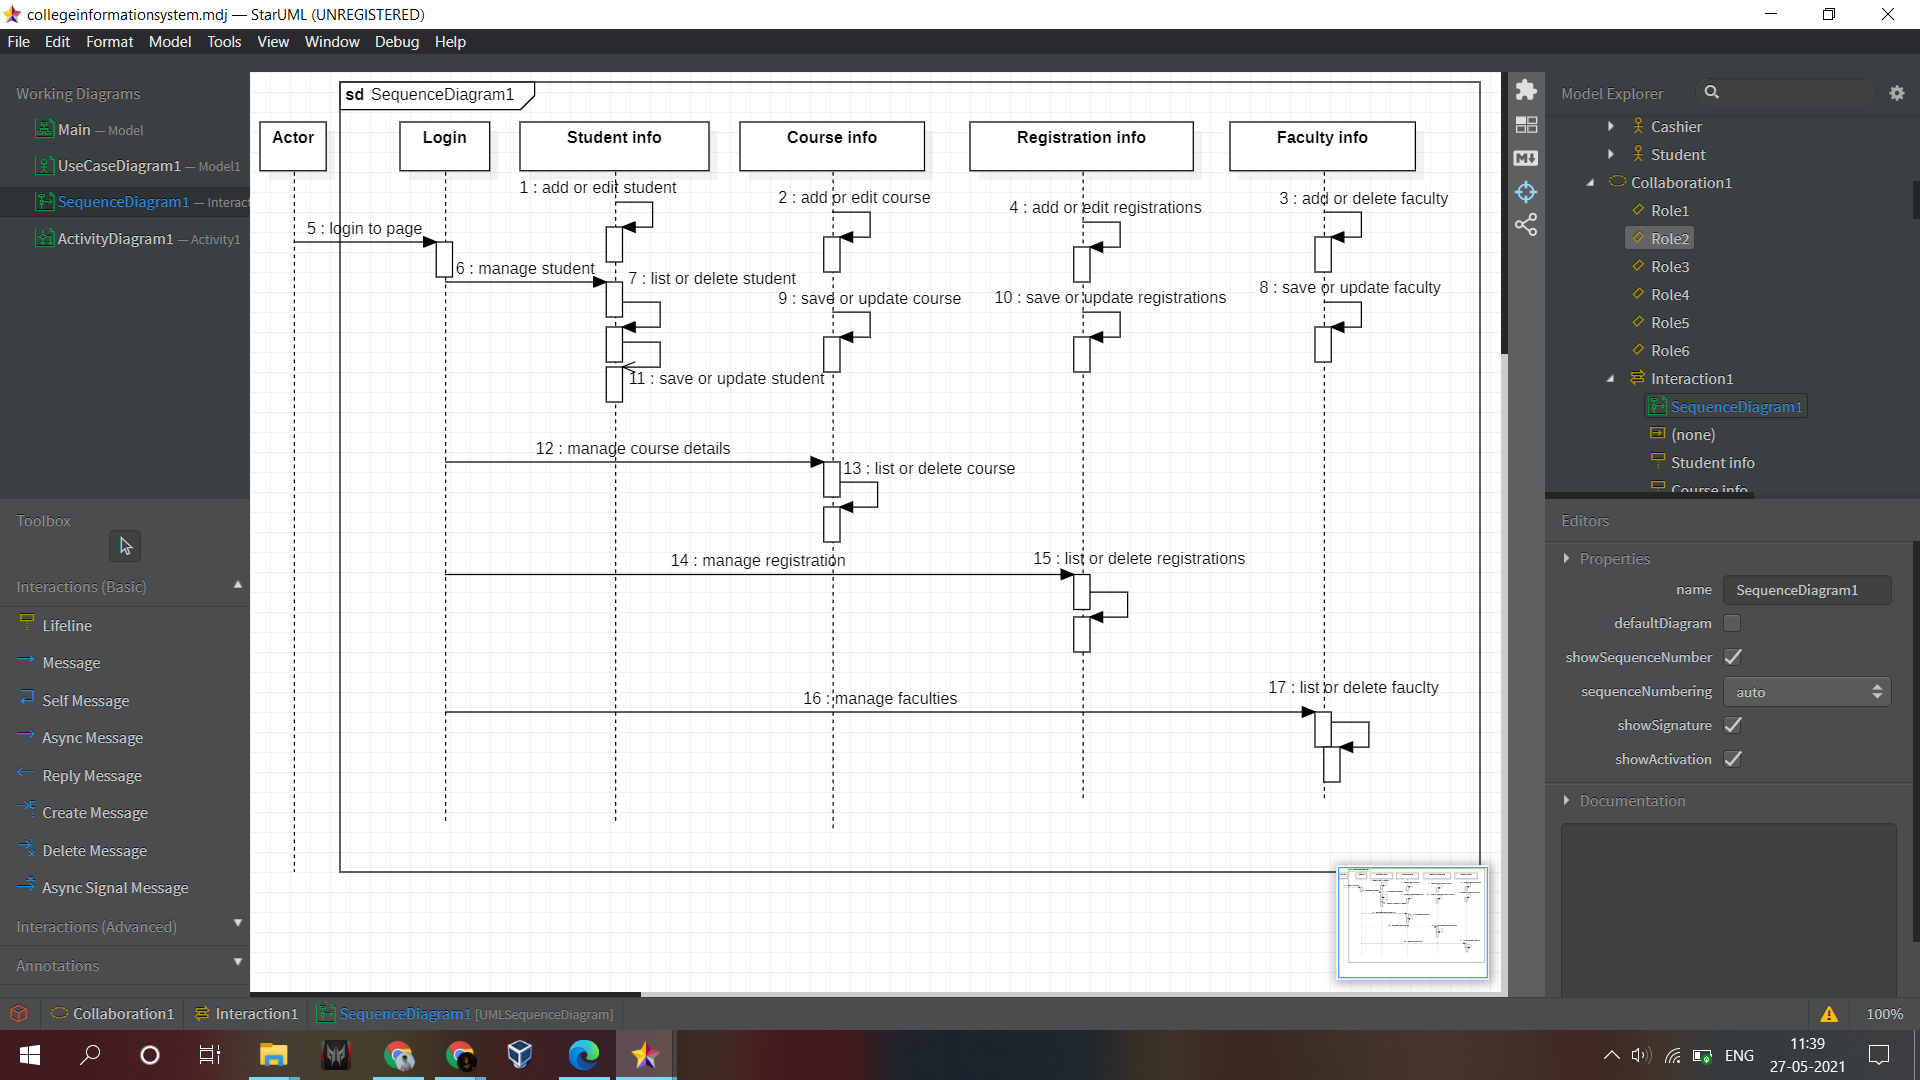 collegeinformationsystem.mdj — StarUML (UNREGISTERED)
File Edit Format Model Tools View Window Debug Help
Working Diagrams
Main — Model
UseCaseDiagram1 — Model1
SequenceDiagram1 — Interac
ActivityDiagram1 — Activity1
Toolbox
Interactions (Basic)
Lifeline
Message
Self Message
Async Message
Reply Message
Create Message
Delete Message
Async Signal Message
Interactions (Advanced)
Annotations
sd SequenceDiagram1
Actor Login Student info Course info Registration info Faculty info
1 : add or edit student
2 : add or edit course
3 : add or delete faculty
4 : add or edit registrations
5 : login to page
6 : manage student
7 : list or delete student
8 : save or update faculty
9 : save or update course
10 : save or update registrations
11 : save or update student
12 : manage course details
13 : list or delete course
14 : manage registration
15 : list or delete registrations
16 : manage faculties
17 : list or delete fauclty
Model Explorer
Cashier
Student
Collaboration1
Role1
Role2
Role3
Role4
Role5
Role6
Interaction1
SequenceDiagram1
(none)
Student info
Course info
Editors
Properties
name SequenceDiagram1
defaultDiagram
showSequenceNumber
sequenceNumbering auto
showSignature
showActivation
Documentation
Collaboration1 Interaction1 SequenceDiagram1 [UMLSequenceDiagram]
100%
ENG
11:39
27-05-2021
M